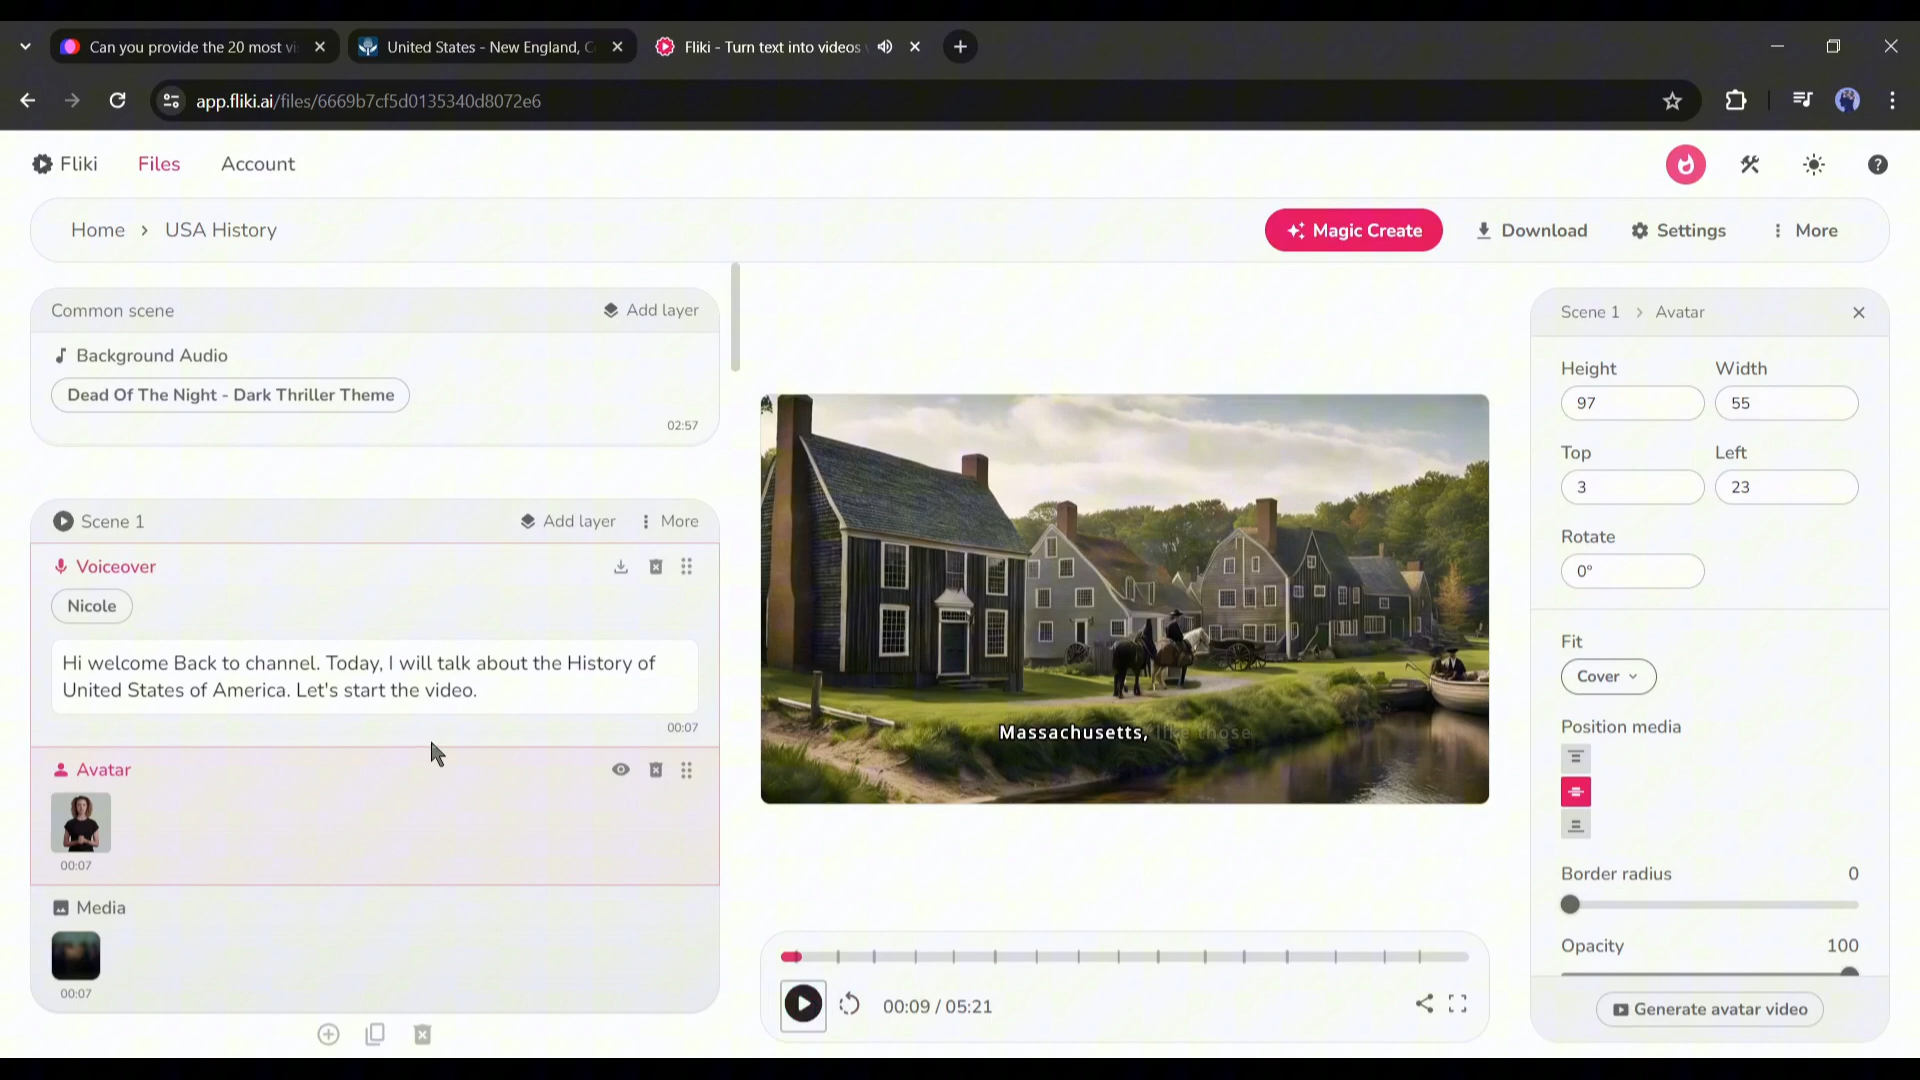 Can you provide the 20 most vi
United States - New England, C
Fliki - Turn text into videos
app.fliki.ai/files/6669b7cf5d0135340d8072e6
Fliki
Files
Account
Home > USA History
Magic Create
Download
Settings
More
Common scene
Add layer
Background Audio
Dead Of The Night - Dark Thriller Theme
02:57
Scene 1
Add layer
More
Voiceover
Nicole
Hi welcome Back to channel. Today, I will talk about the History of
United States of America. Let's start the video.
00:07
Avatar
00:07
Media
00:07
Massachusetts, like those
00:09 / 05:21
Scene 1 > Avatar
Height
Width
97
55
Top
Left
3
23
Rotate
0°
Fit
Cover
Position media
Border radius
0
Opacity
100
Generate avatar video